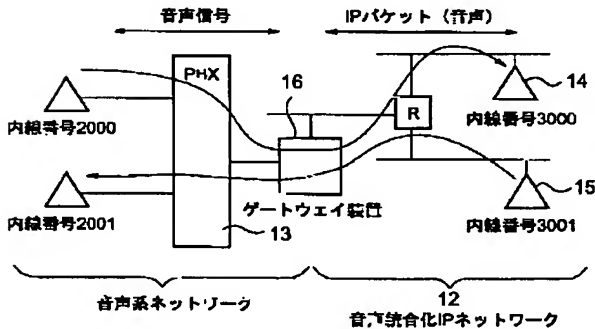 音声信号
IPパケット（音声）
PHX
16
14
R
内線番号2000
内線番号3000
15
ゲートウェイ装置
内線番号2001
13
内線番号3001
12
音声系ネットワーク
音声統合化IPネットワーク